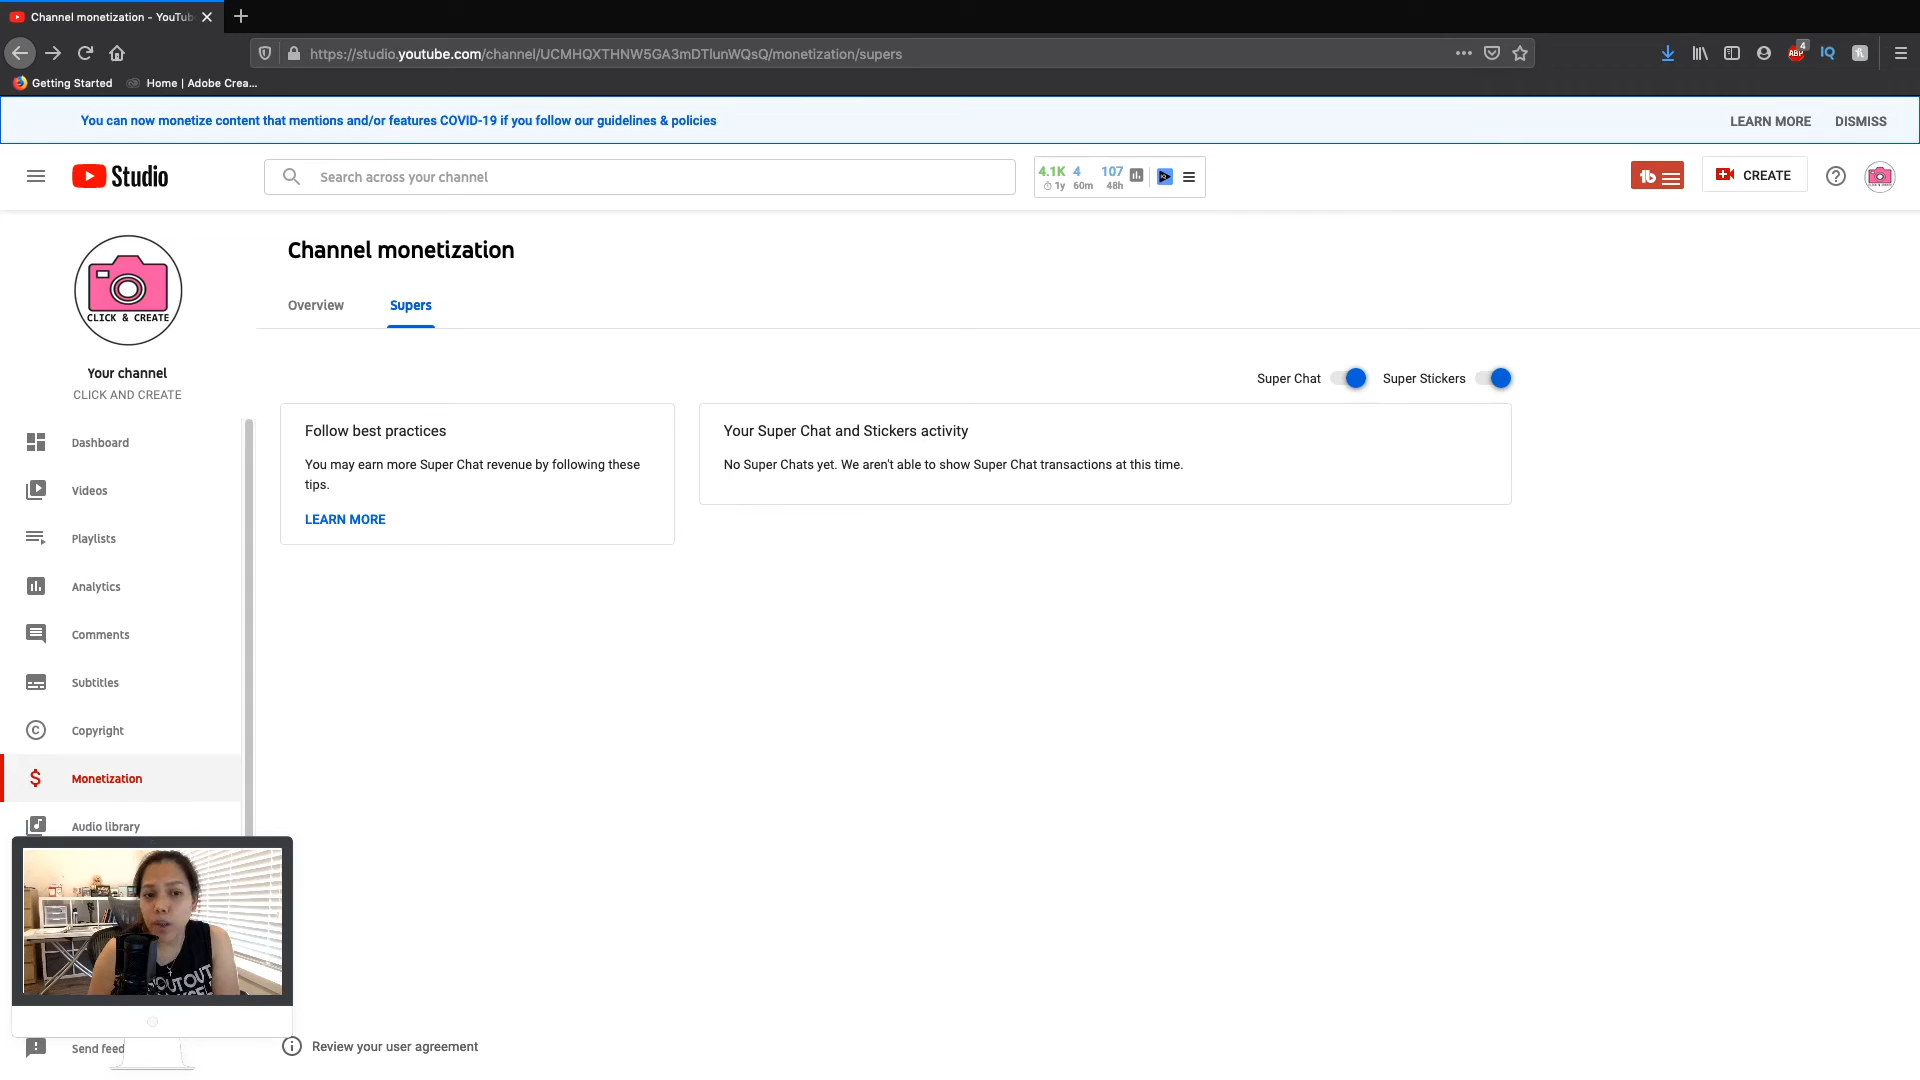 Channel monetization - YouTub
https://studio.youtube.com/channel/UCMHQXTHNW5GA3mDTlunWQsQ/monetization/supers
ABP
4
IQ
Getting Started
Home | Adobe Crea...
You can now monetize content that mentions and/or features COVID-19 if you follow our guidelines & policies
LEARN MORE
DISMISS
Studio
Search across your channel
4.1K 4 107
1y 60m 48h
CREATE
CLICK & CREATE
Your channel
CLICK AND CREATE
Dashboard
Videos
Playlists
Analytics
Comments
Subtitles
Copyright
Monetization
Audio library
Send feed
Channel monetization
Overview
Supers
Super Chat
Super Stickers
Follow best practices
You may earn more Super Chat revenue by following these
tips.
LEARN MORE
Your Super Chat and Stickers activity
No Super Chats yet. We aren't able to show Super Chat transactions at this time.
Review your user agreement